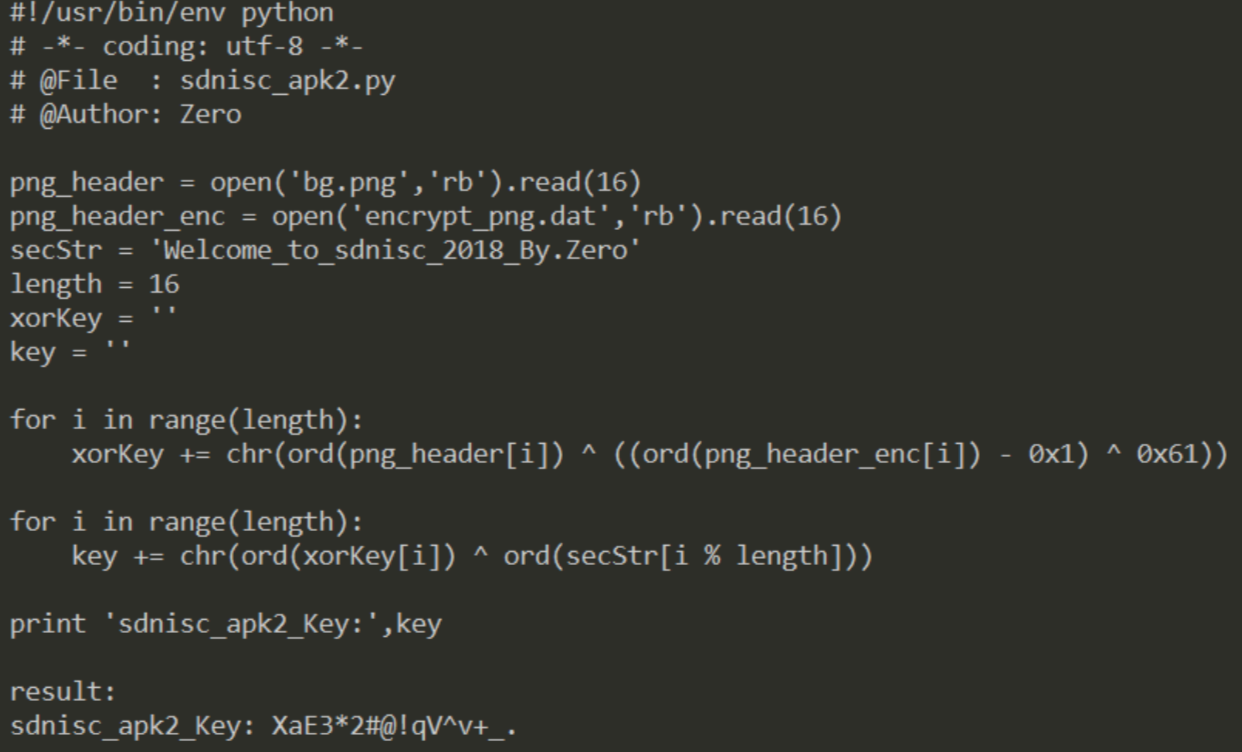 #!/usr/bin/env python
# -*- coding: utf-8 -*-
# @File  : sdnisc_apk2.py
# @Author: Zero

png_header = open('bg.png','rb').read(16)
png_header_enc = open('encrypt_png.dat','rb').read(16)
secStr = 'Welcome_to_sdnisc_2018_By.Zero'
length = 16
xorKey = ''
key = ''

for i in range(length):
    xorKey += chr(ord(png_header[i]) ^ ((ord(png_header_enc[i]) - 0x1) ^ 0x61))

for i in range(length):
    key += chr(ord(xorKey[i]) ^ ord(secStr[i % length]))

print 'sdnisc_apk2_Key:',key

result:
sdnisc_apk2_Key: XaE3*2#@!qV^v+_.